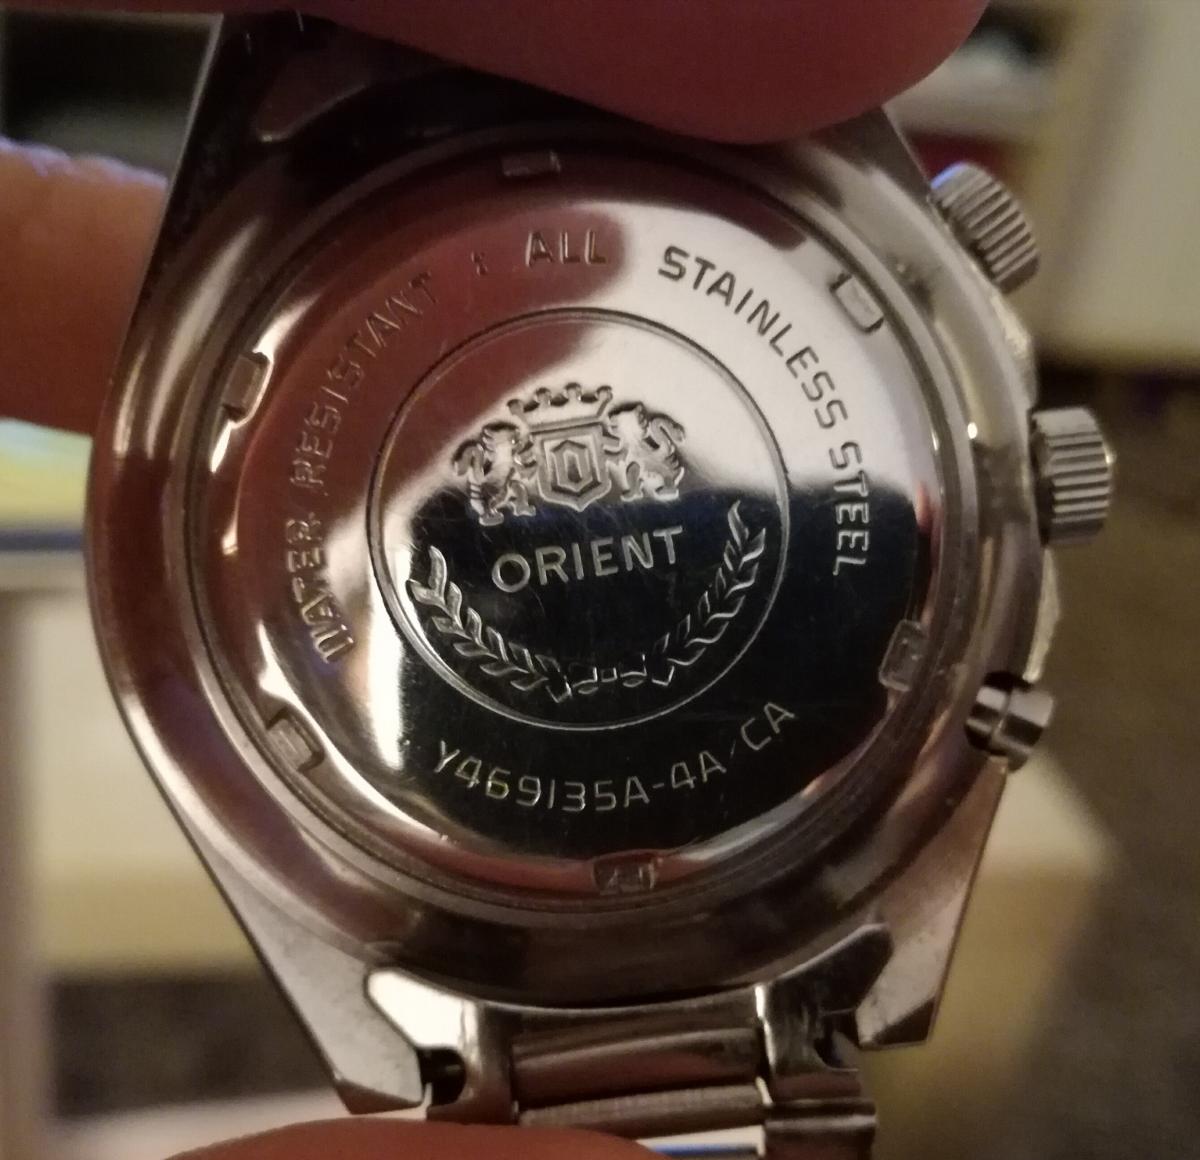 WATER RESISTANT : ALL STAINLESS STEEL
ORIENT
Y469135A-4A/CA